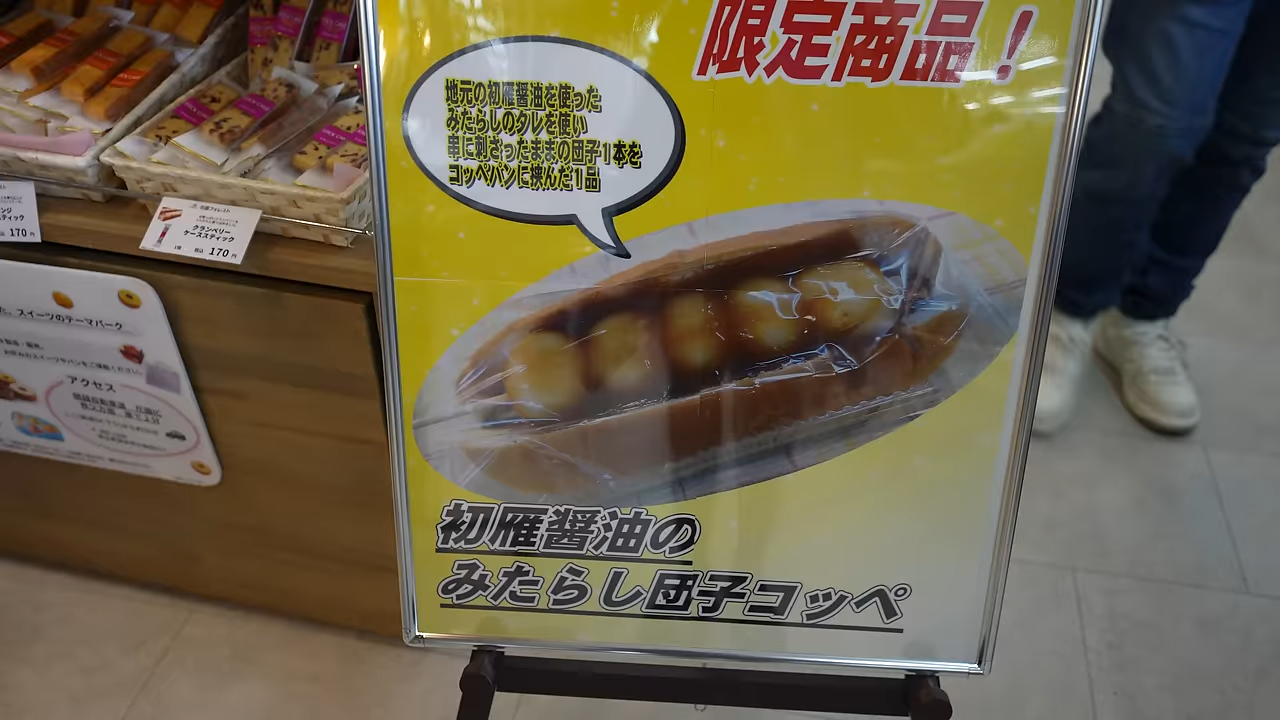 限定商品！
地元の初雁醤油を使った
みたらしのタレを使い
串に刺さったままの団子1本を
コッペパンに挟んだ1品
初雁醤油の
みたらし団子コッペ
クランベリー
ケーススティック
170円
スティック
170円
スイーツのテーマパーク
アクセス